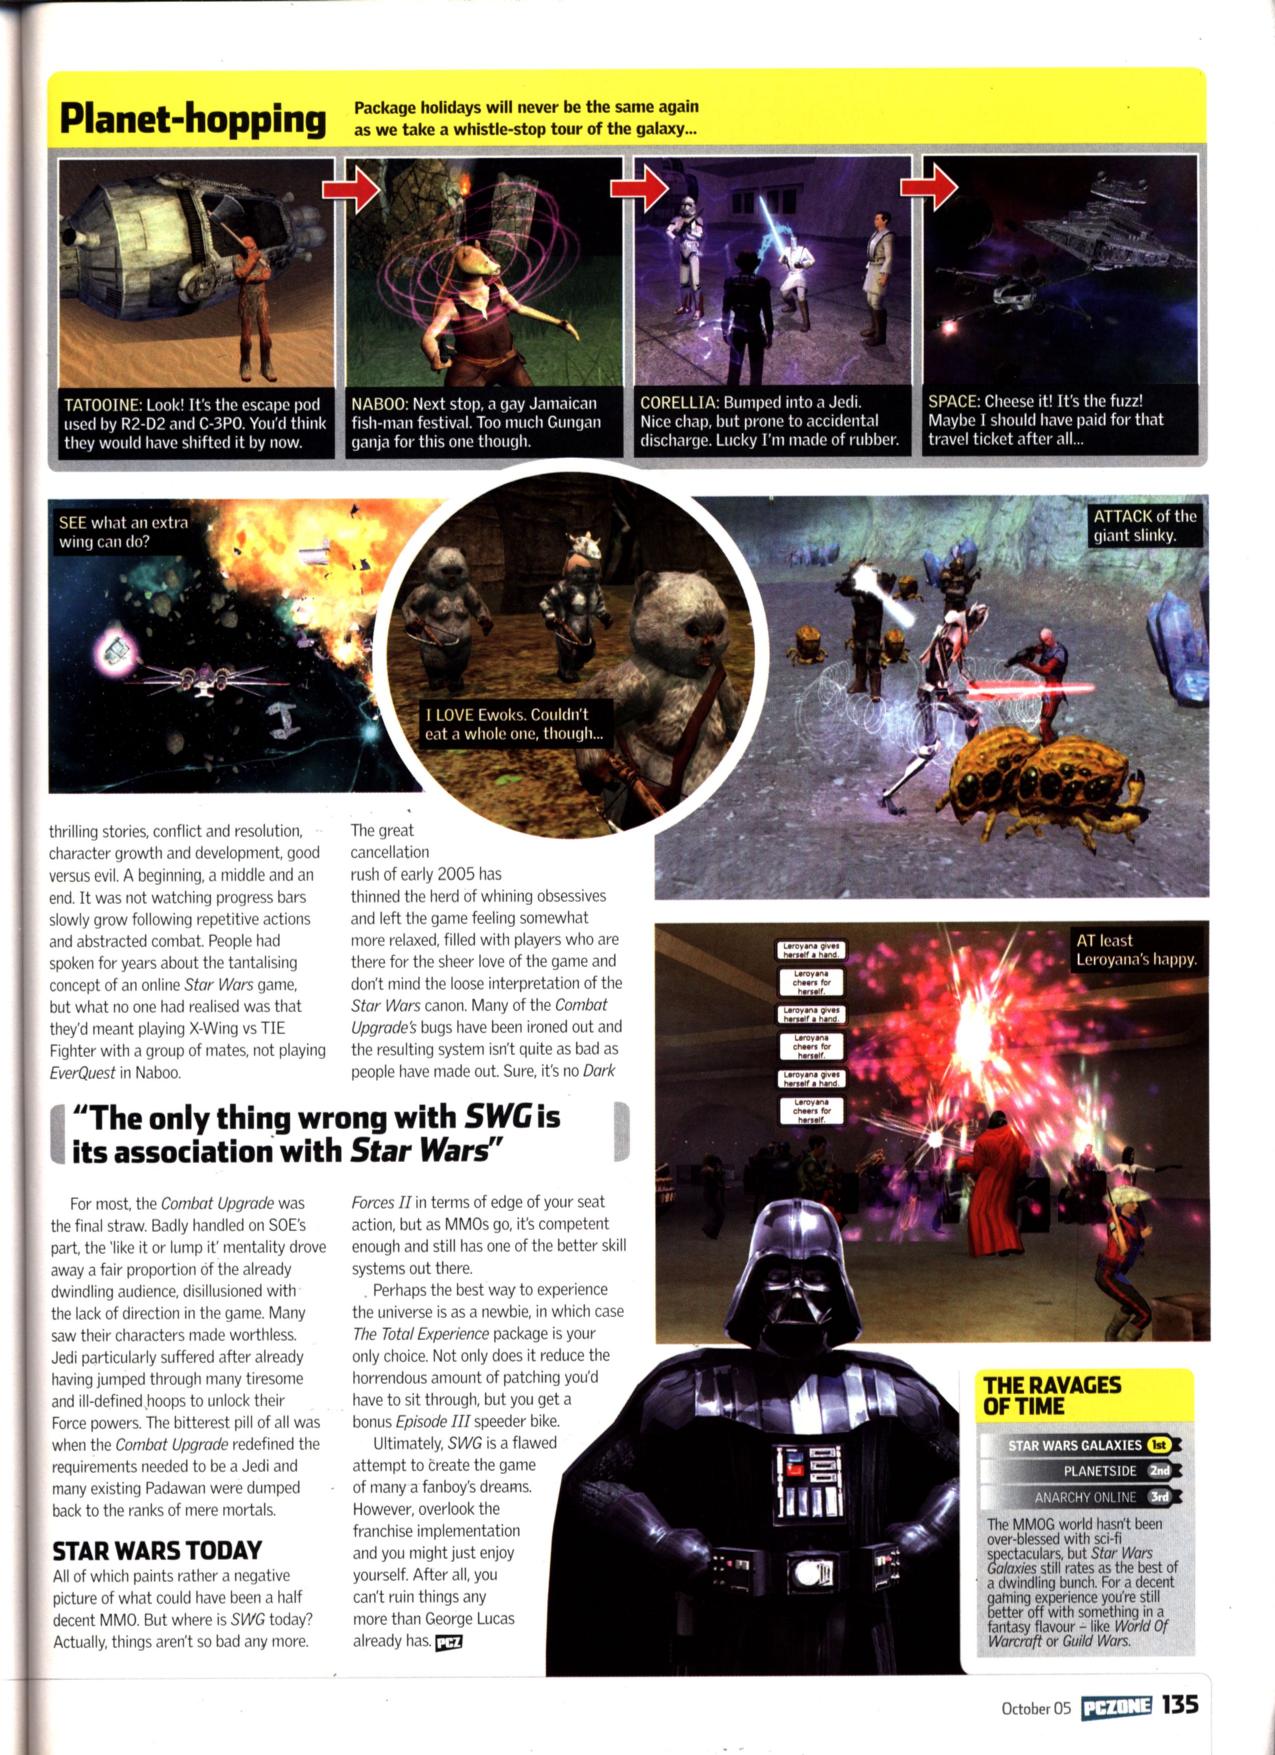 Planet-hopping
Package holidays will never be the same again
as we take a whistle-stop tour of the galaxy...
TATOOINE: Look! It's the escape pod
used by R2-D2 and C-3PO. You'd think
they would have shifted it by now.
NABOO: Next stop, a gay Jamaican
fish-man festival. Too much Gungan
ganja for this one though.
CORELLIA: Bumped into a Jedi.
Nice chap, but prone to accidental
discharge. Lucky I'm made of rubber.
SPACE: Cheese it! It's the fuzz!
Maybe I should have paid for that
travel ticket after all...
SEE what an extra
wing can do?
I LOVE Ewoks. Couldn't
eat a whole one, though...
ATTACK of the
giant slinky.
thrilling stories, conflict and resolution,
character growth and development, good
versus evil. A beginning, a middle and an
end. It was not watching progress bars
slowly grow following repetitive actions
and abstracted combat. People had
spoken for years about the tantalising
concept of an online Star Wars game,
but what no one had realised was that
they'd meant playing X-Wing vs TIE
Fighter with a group of mates, not playing
EverQuest in Naboo.
The great
cancellation
rush of early 2005 has
thinned the herd of whining obsessives
and left the game feeling somewhat
more relaxed, filled with players who are
there for the sheer love of the game and
don't mind the loose interpretation of the
Star Wars canon. Many of the Combat
Upgrade's bugs have been ironed out and
the resulting system isn't quite as bad as
people have made out. Sure, it's no Dark
"The only thing wrong with SWG is
its association with Star Wars"
For most, the Combat Upgrade was
the final straw. Badly handled on SOE's
part, the 'like it or lump it' mentality drove
away a fair proportion of the already
dwindling audience, disillusioned with
the lack of direction in the game. Many
saw their characters made worthless.
Jedi particularly suffered after already
having jumped through many tiresome
and ill-defined hoops to unlock their
Force powers. The bitterest pill of all was
when the Combat Upgrade redefined the
requirements needed to be a Jedi and
many existing Padawan were dumped
back to the ranks of mere mortals.
STAR WARS TODAY
All of which paints rather a negative
picture of what could have been a half
decent MMO. But where is SWG today?
Actually, things aren't so bad any more.
Forces II in terms of edge of your seat
action, but as MMOs go, it's competent
enough and still has one of the better skill
systems out there.
Perhaps the best way to experience
the universe is as a newbie, in which case
The Total Experience package is your
only choice. Not only does it reduce the
horrendous amount of patching you'd
have to sit through, but you get a
bonus Episode III speeder bike.
Ultimately, SWG is a flawed
attempt to create the game
of many a fanboy's dreams.
However, overlook the
franchise implementation
and you might just enjoy
yourself. After all, you
can't ruin things any
more than George Lucas
already has. PCZ
Leroyana gives
herself a hand.
Leroyana
cheers for
herself.
Leroyana gives
herself a hand.
Leroyana
cheers for
herself.
Leroyana gives
herself a hand.
Leroyana
cheers for
herself.
AT least
Leroyana's happy.
THE RAVAGES
OF TIME
STAR WARS GALAXIES 1st
PLANETSIDE 2nd
ANARCHY ONLINE 3rd
The MMOG world hasn't been
over-blessed with sci-fi
spectaculars, but Star Wars
Galaxies still rates as the best of
a dwindling bunch. For a decent
gaming experience you're still
better off with something in a
fantasy flavour – like World Of
Warcraft or Guild Wars.
October 05 PCZONE 135